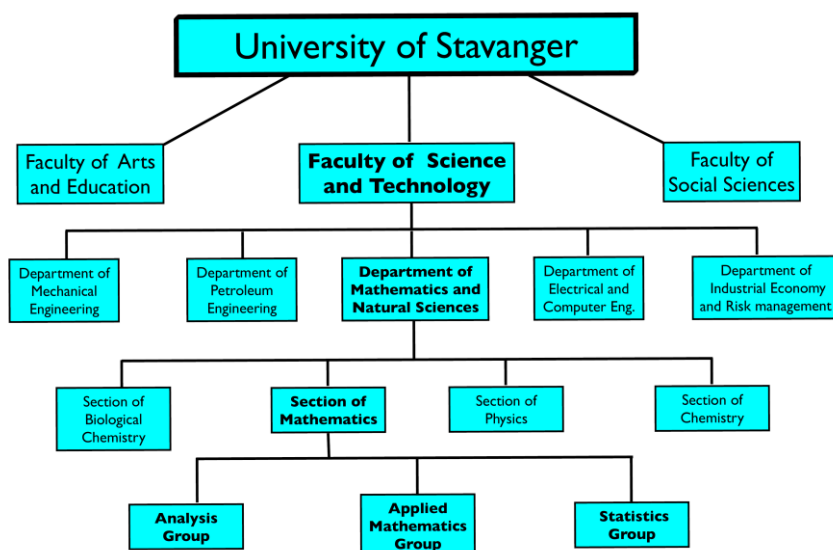 University of Stavanger
Faculty of Arts
and Education
Faculty of Science
and Technology
Faculty of
Social Sciences
Department of
Mechanical
Engineering
Department of
Petroleum
Engineering
Department of
Mathematics and
Natural Sciences
Department of
Electrical and
Computer Eng.
Department of
Industrial Economy
and Risk management
Section of
Biological
Chemistry
Section of
Mathematics
Section of
Physics
Section of
Chemistry
Analysis
Group
Applied
Mathematics
Group
Statistics
Group